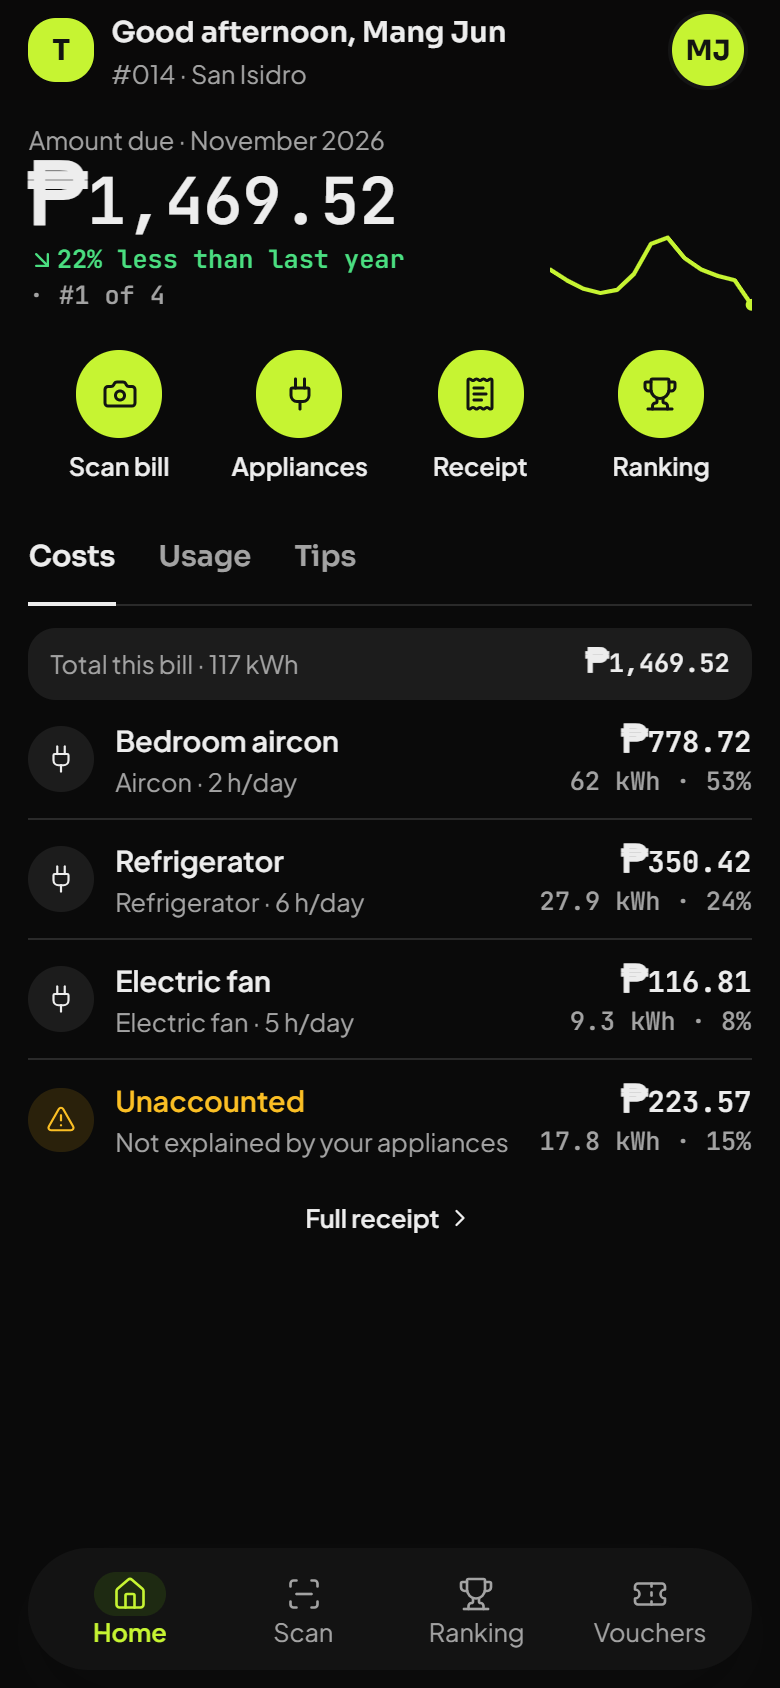 T
Good afternoon, Mang Jun
#014 · San Isidro
MJ
Amount due · November 2026
₱1,469.52
↘22% less than last year
· #1 of 4
Scan bill
Appliances
Receipt
Ranking
Costs
Usage
Tips
Total this bill · 117 kWh
₱1,469.52
Bedroom aircon
₱778.72
Aircon · 2 h/day
62 kWh · 53%
Refrigerator
₱350.42
Refrigerator · 6 h/day
27.9 kWh · 24%
Electric fan
₱116.81
Electric fan · 5 h/day
9.3 kWh · 8%
Unaccounted
₱223.57
Not explained by your appliances
17.8 kWh · 15%
Full receipt >
Home
Scan
Ranking
Vouchers